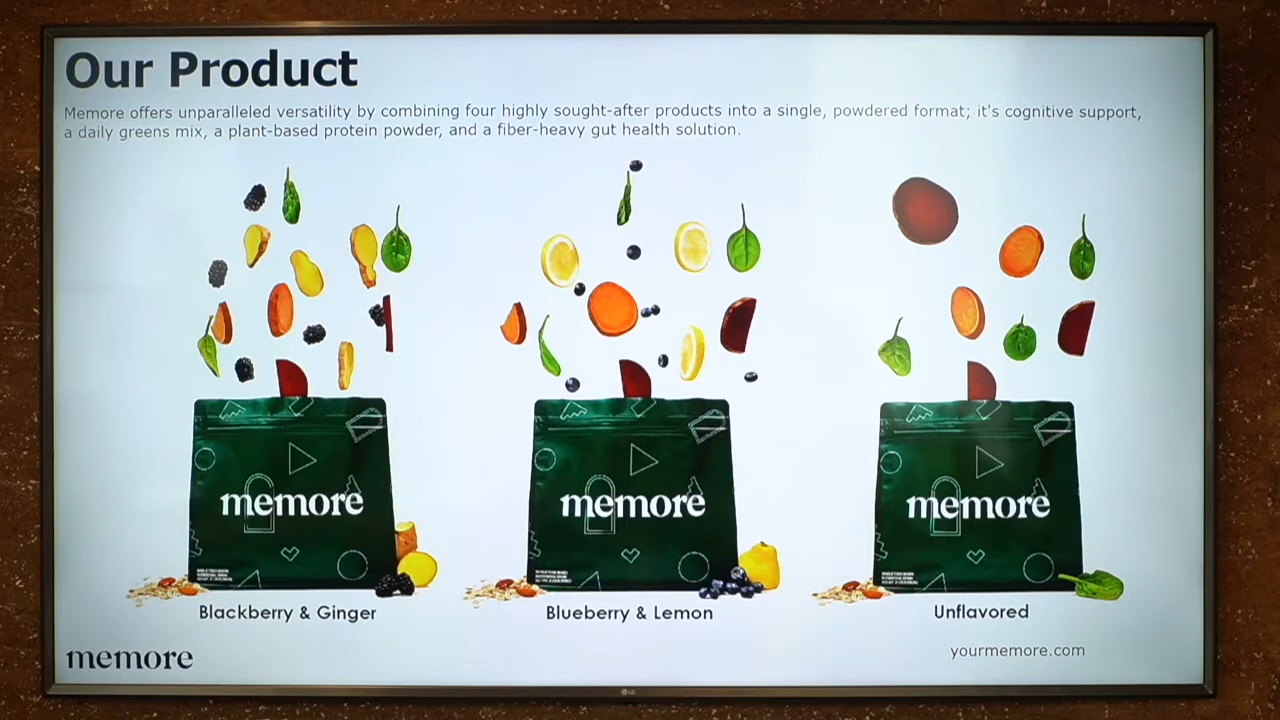 Our Product
Memore offers unparalleled versatility by combining four highly sought-after products into a single, powdered format; it's cognitive support,
a daily greens mix, a plant-based protein powder, and a fiber-heavy gut health solution.
memore
memore
memore
Blackberry & Ginger
Blueberry & Lemon
Unflavored
memore
yourmemore.com
LG